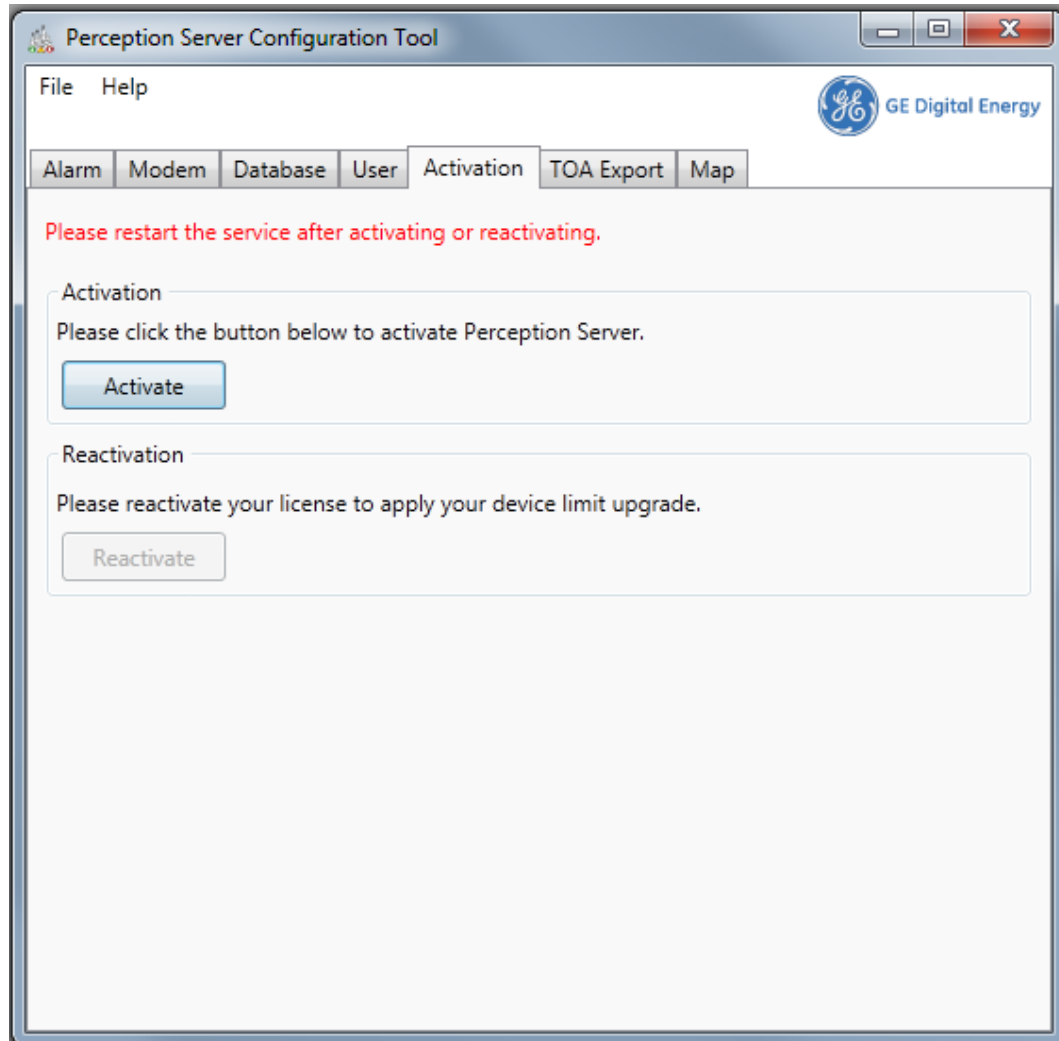 Perception Server Configuration Tool
File Help
GE Digital Energy
Alarm Modem Database User Activation TOA Export Map
Please restart the service after activating or reactivating.
Activation
Please click the button below to activate Perception Server.
Activate
Reactivation
Please reactivate your license to apply your device limit upgrade.
Reactivate